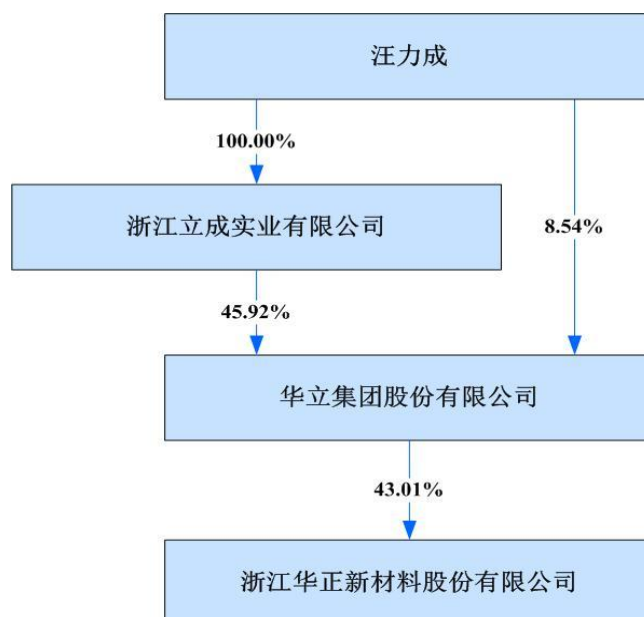 汪力成
100.00%
浙江立成实业有限公司
8.54%
45.92%
华立集团股份有限公司
43.01%
浙江华正新材料股份有限公司